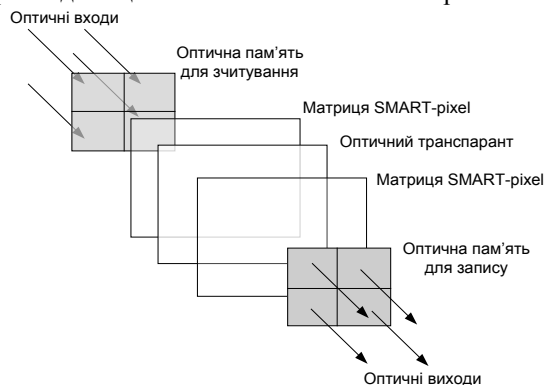 Оптичні входи
Оптична пам’ять
для зчитування
Матриця SMART-pixel
Оптичний транспарант
Матриця SMART-pixel
Оптична пам’ять
для запису
Оптичні виходи